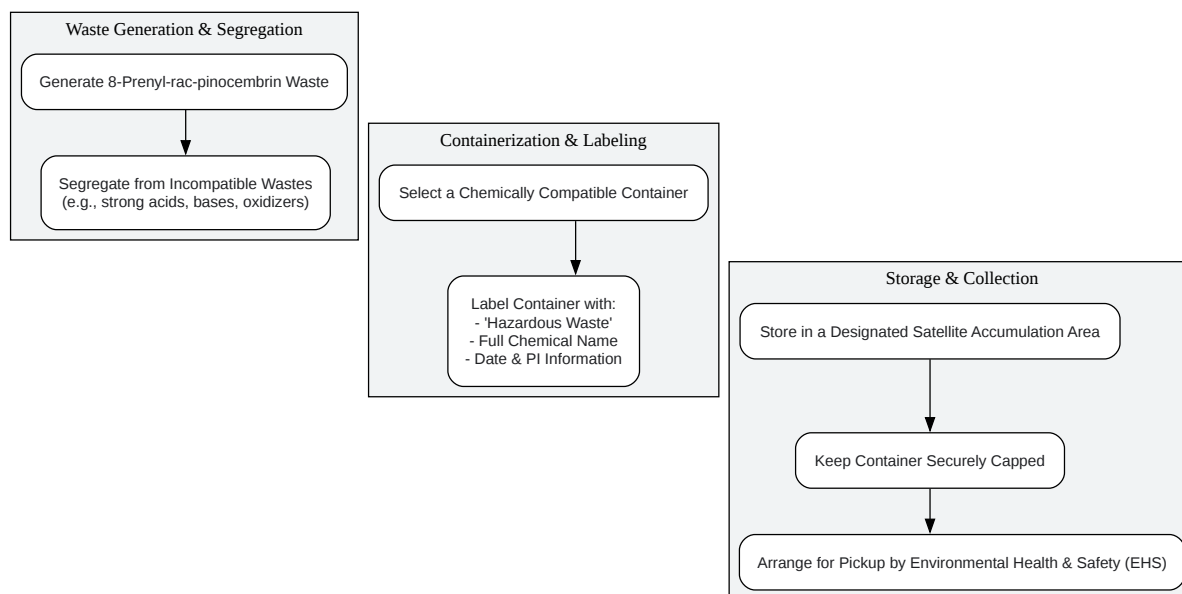 Waste Generation & Segregation
Generate 8-Prenyl-rac-pinocembrin Waste
Segregate from Incompatible Wastes
(e.g., strong acids, bases, oxidizers)
Containerization & Labeling
Select a Chemically Compatible Container
Label Container with:
- 'Hazardous Waste'
- Full Chemical Name
- Date & PI Information
Storage & Collection
Store in a Designated Satellite Accumulation Area
Keep Container Securely Capped
Arrange for Pickup by Environmental Health & Safety (EHS)